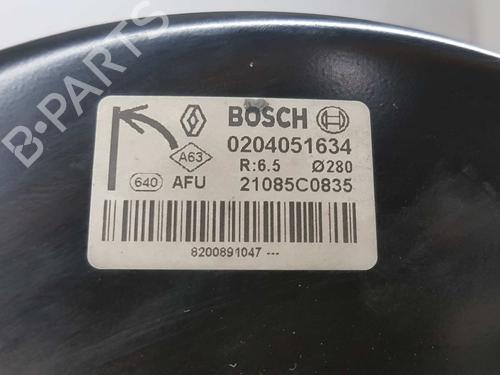 B-PARTS
BOSCH
0204051634
A63
R:6.5 Ø280
640 AFU 21085C0835
8200891047 ---